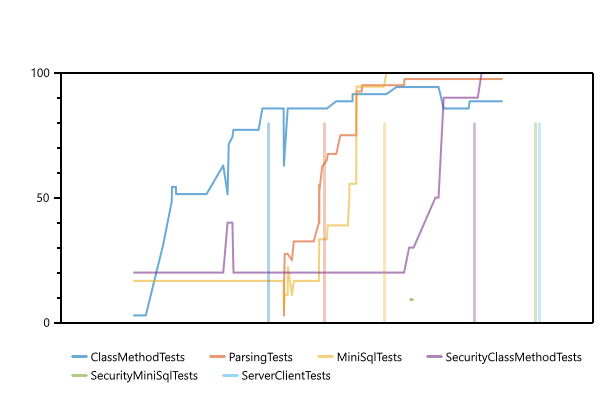 100
50
0
ClassMethodTests ParsingTests MiniSqlTests SecurityClassMethodTests
SecurityMiniSqlTests ServerClientTests